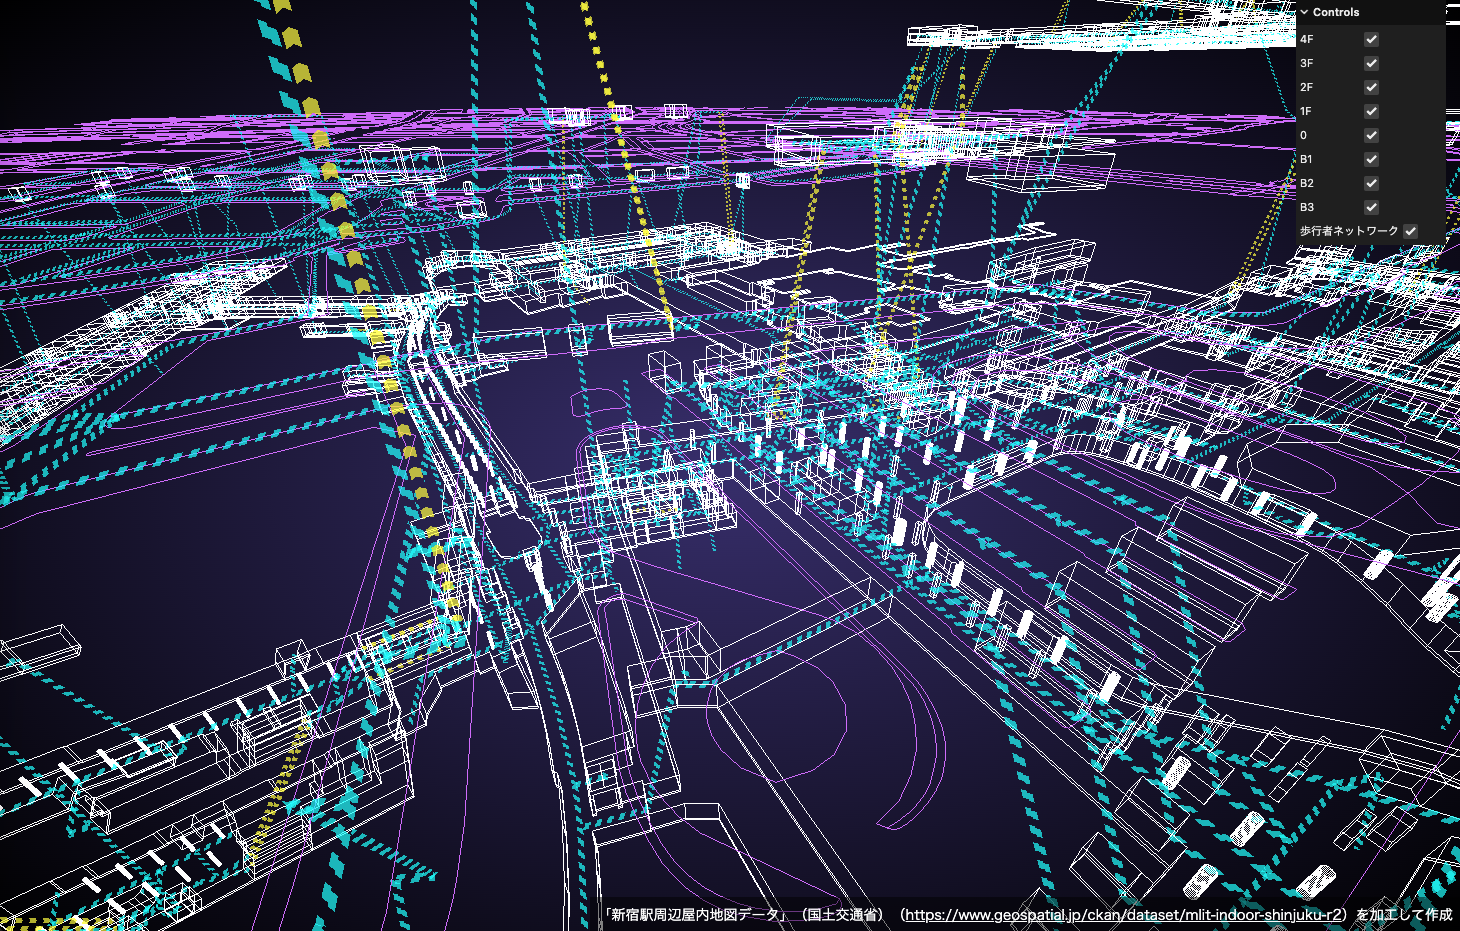 Controls
4F
3F
2F
1F
0
B1
B2
B3
歩行者ネットワーク
「新宿駅周辺屋内地図データ」（国土交通省）（https://www.geospatial.jp/ckan/dataset/mlit-indoor-shinjuku-r2）を加工して作成